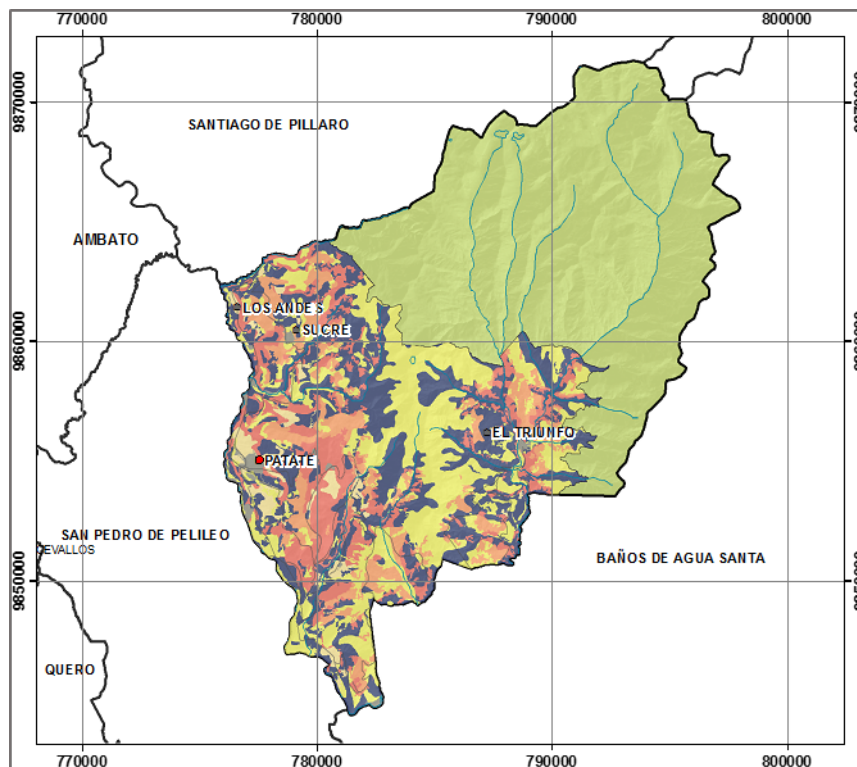 770000 780000 790000 800000
9870000
SANTIAGO DE PILLARO
AMBATO
LOS ANDES
SUCRE
9860000
EL TRIUNFO
PATATE
SAN PEDRO DE PELILEO
EVALLOS
BAÑOS DE AGUA SANTA
9850000
QUERO
770000 780000 790000 800000